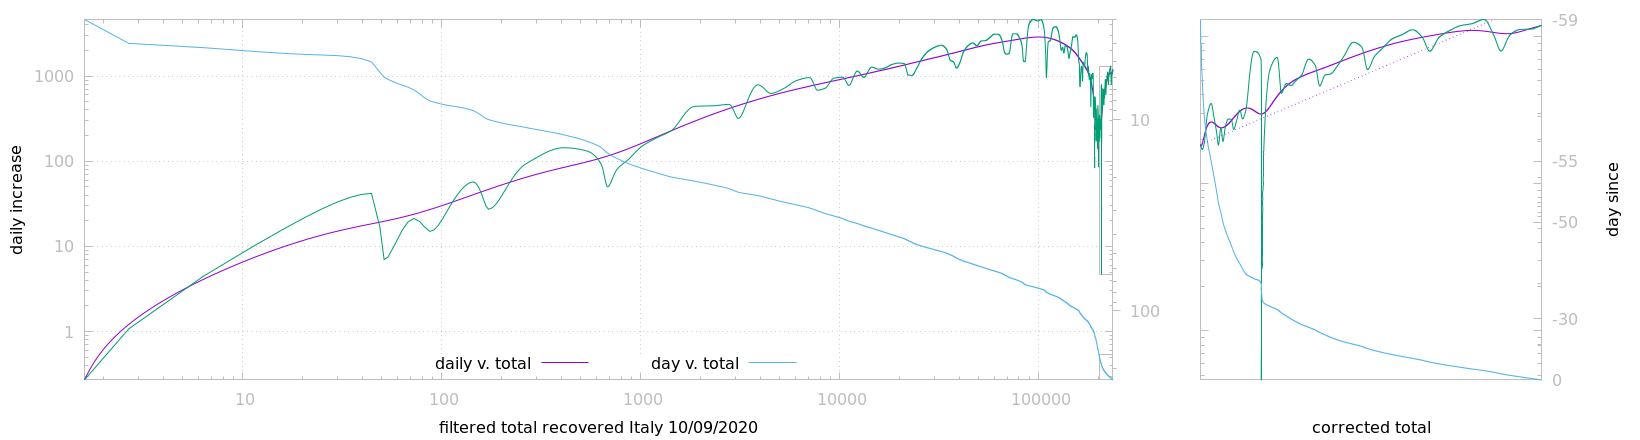 daily increase
1000
100
10
1
daily v. total
day v. total
10
100
1000
10000
100000
filtered total recovered Italy 10/09/2020
10
100
-59
-55
-50
-30
0
day since
corrected total